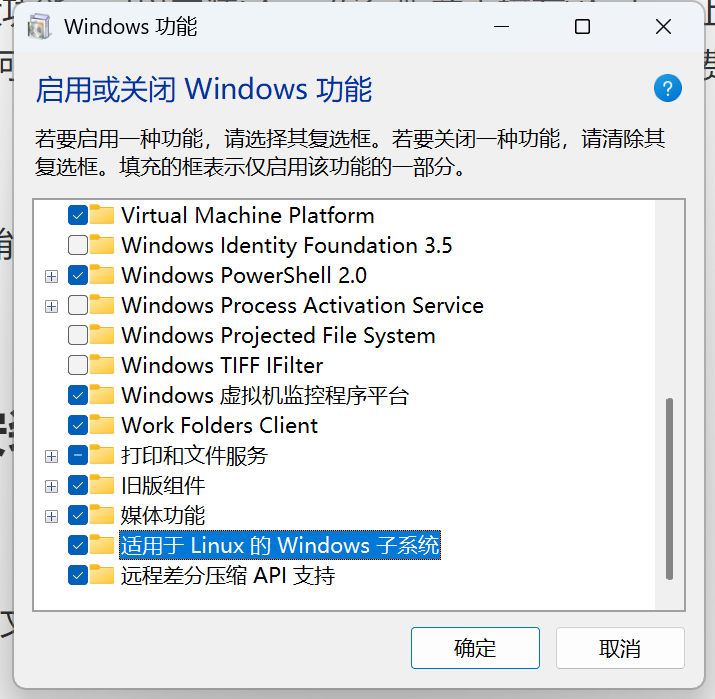 Windows 功能
启用或关闭 Windows 功能
若要启用一种功能，请选择其复选框。若要关闭一种功能，请清除其
复选框。填充的框表示仅启用该功能的一部分。
Virtual Machine Platform
Windows Identity Foundation 3.5
Windows PowerShell 2.0
Windows Process Activation Service
Windows Projected File System
Windows TIFF IFilter
Windows 虚拟机监控程序平台
Work Folders Client
打印和文件服务
旧版组件
媒体功能
适用于 Linux 的 Windows 子系统
远程差分压缩 API 支持
确定
取消